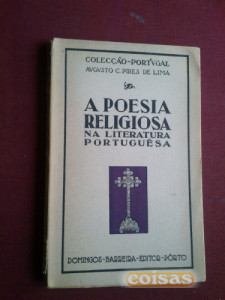 COLECÇÃO-PORTVGAL
AVGVSTO C. PIRES DE LIMA
A POESIA
RELIGIOSA
NA LITERATURA
PORTUGUÊSA
DOMINGOS-BARREIRA-EDITOR-PÔRTO
coisas